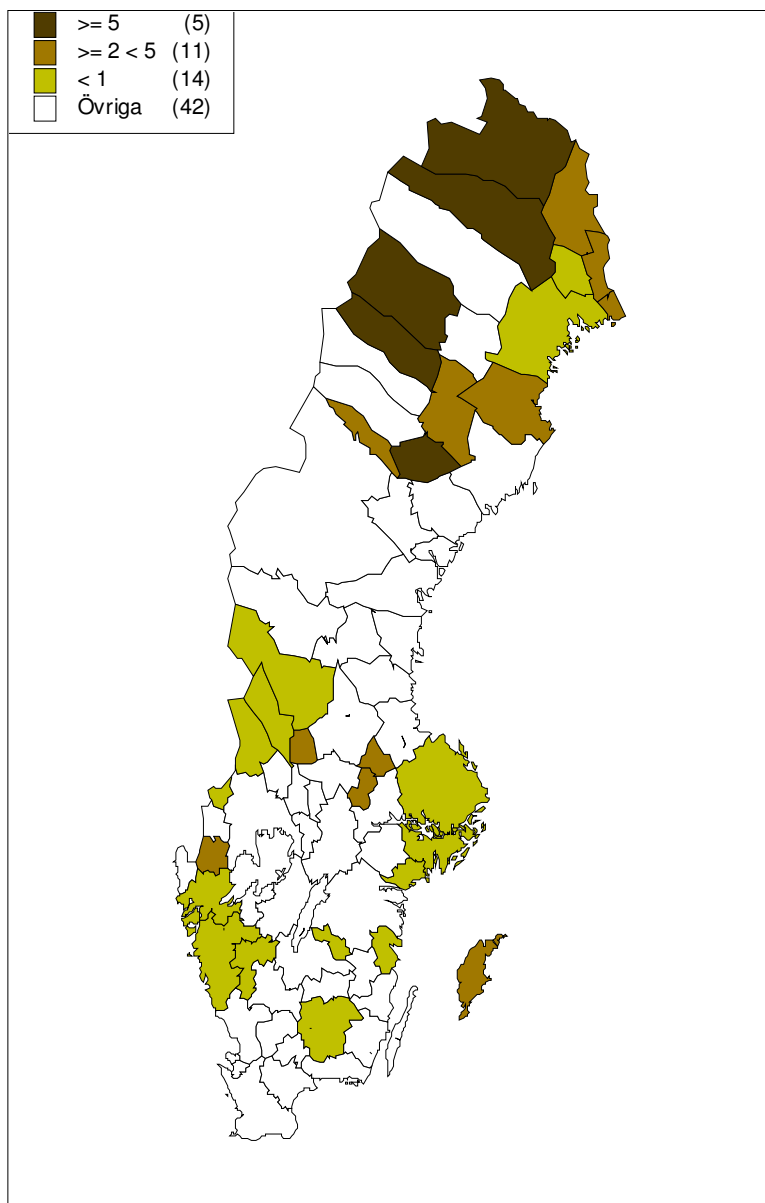 >= 5 (5)
>= 2 < 5 (11)
< 1 (14)
Övriga (42)